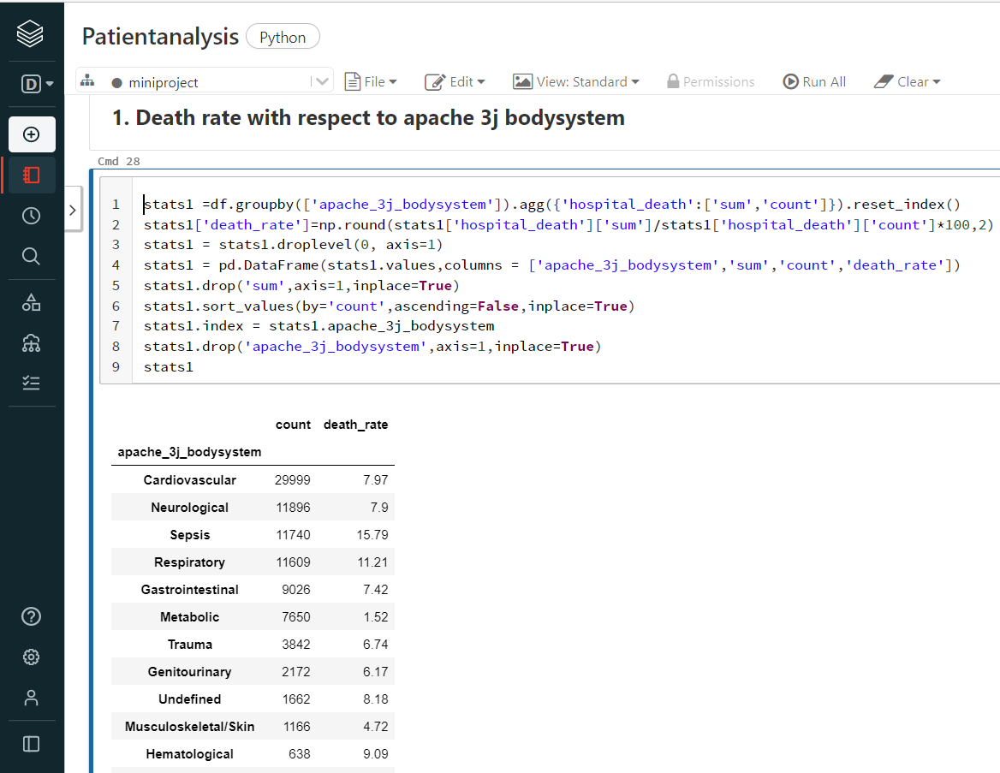 Patientanalysis Python
D
miniproject File Edit View: Standard Permissions Run All Clear
1. Death rate with respect to apache 3j bodysystem
Cmd 28
1 stats1 =df.groupby(['apache_3j_bodysystem']).agg({'hospital_death':['sum','count']}).reset_index()
2 stats1['death_rate']=np.round(stats1['hospital_death']['sum']/stats1['hospital_death']['count']*100,2)
3 stats1 = stats1.droplevel(0, axis=1)
4 stats1 = pd.DataFrame(stats1.values,columns = ['apache_3j_bodysystem','sum','count','death_rate'])
5 stats1.drop('sum',axis=1,inplace=True)
6 stats1.sort_values(by='count',ascending=False,inplace=True)
7 stats1.index = stats1.apache_3j_bodysystem
8 stats1.drop('apache_3j_bodysystem',axis=1,inplace=True)
9 stats1
count death_rate
apache_3j_bodysystem
Cardiovascular 29999 7.97
Neurological 11896 7.9
Sepsis 11740 15.79
Respiratory 11609 11.21
Gastrointestinal 9026 7.42
Metabolic 7650 1.52
Trauma 3842 6.74
Genitourinary 2172 6.17
Undefined 1662 8.18
Musculoskeletal/Skin 1166 4.72
Hematological 638 9.09